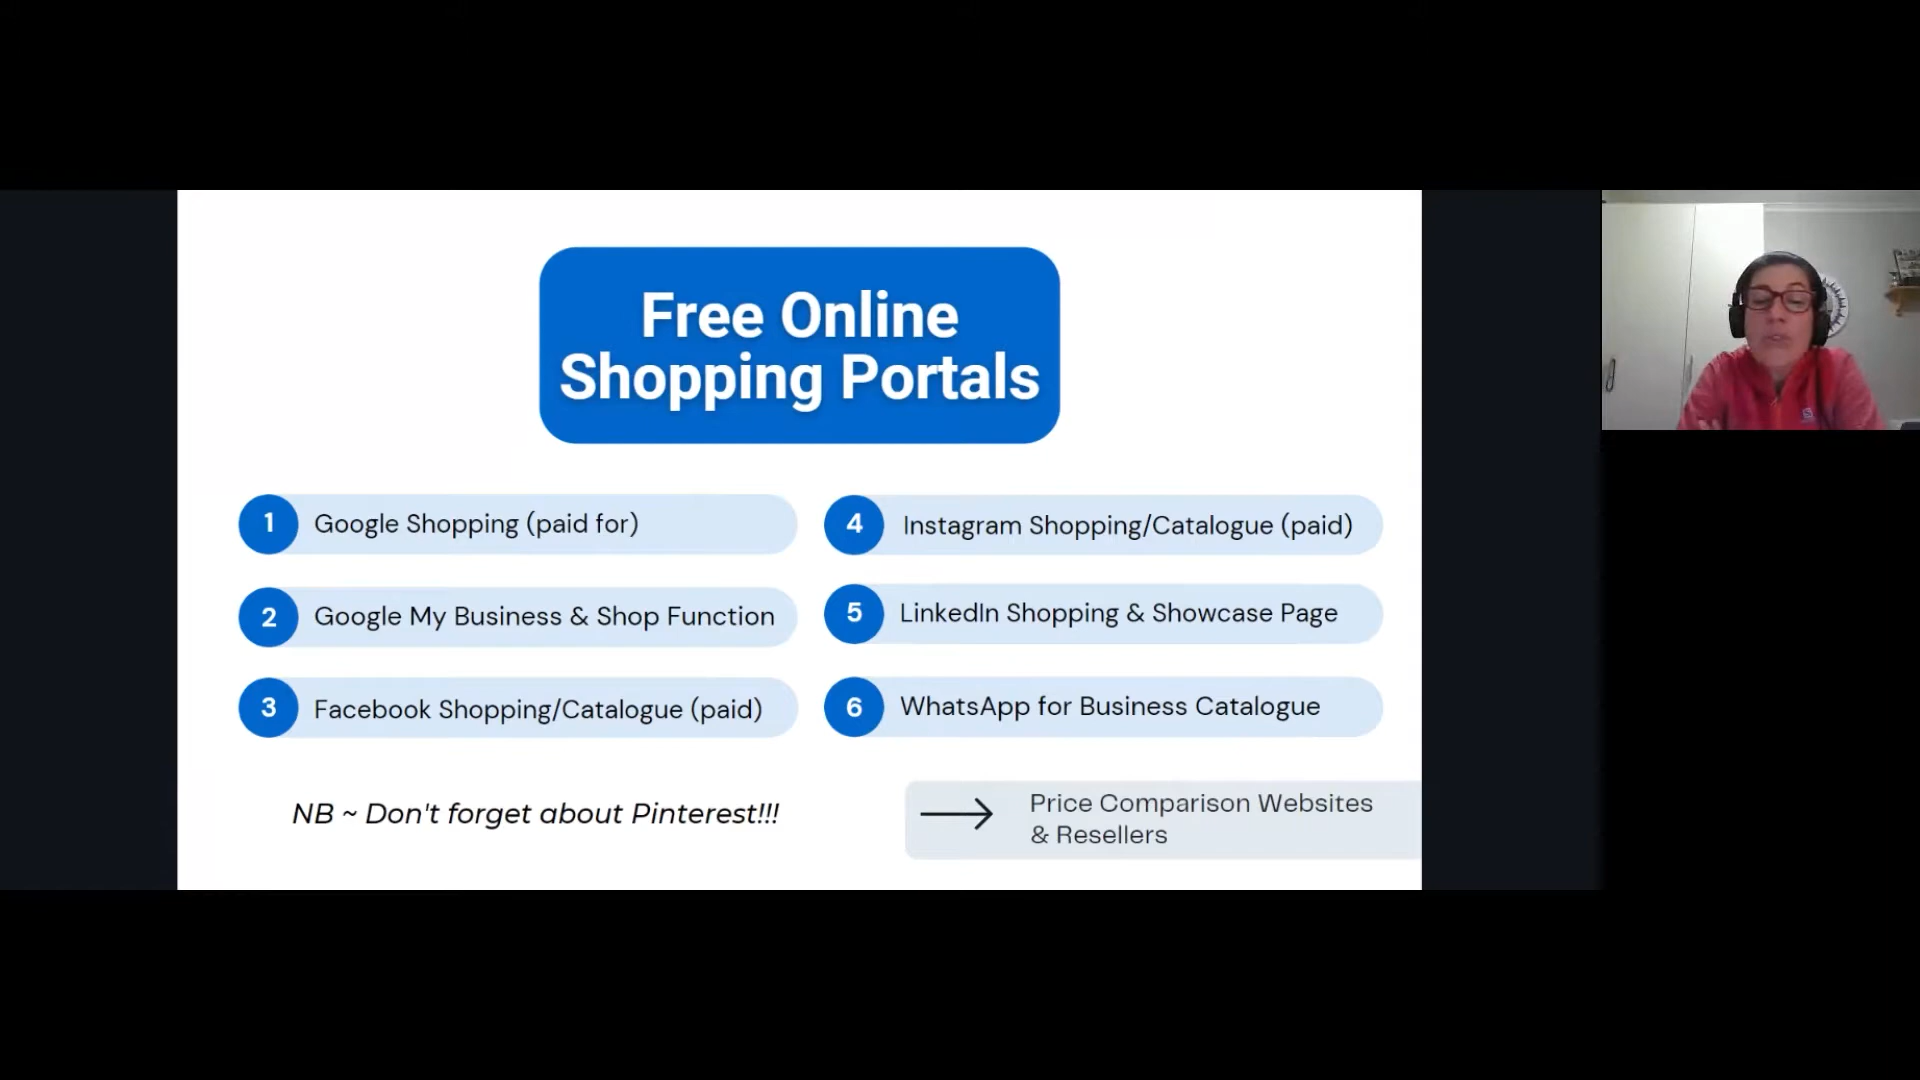 Free Online
Shopping Portals
1 Google Shopping (paid for)
2 Google My Business & Shop Function
3 Facebook Shopping/Catalogue (paid)
4 Instagram Shopping/Catalogue (paid)
5 LinkedIn Shopping & Showcase Page
6 WhatsApp for Business Catalogue
NB ~ Don't forget about Pinterest!!!
Price Comparison Websites
& Resellers